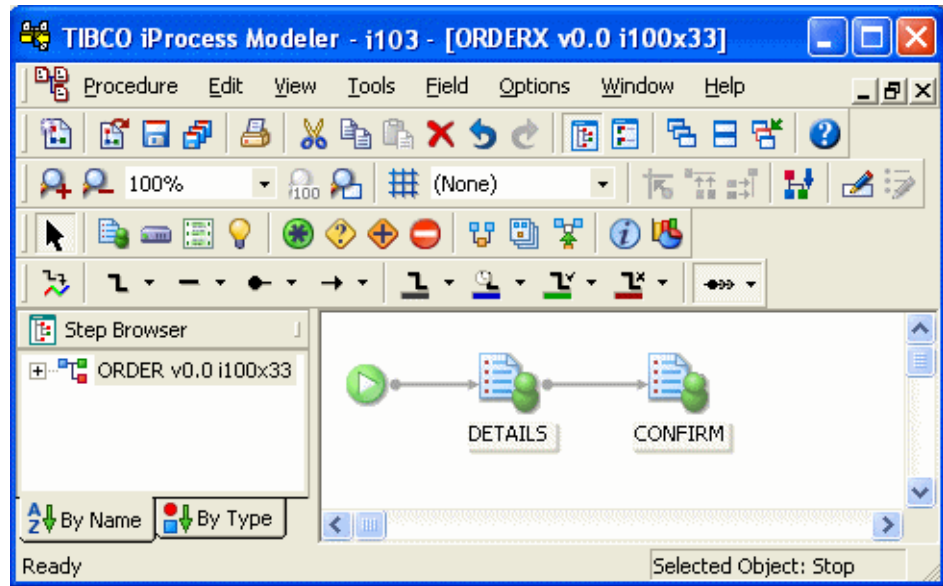 TIBCO iProcess Modeler - i103 - [ORDERX v0.0 i100x33]
Procedure Edit View Tools Field Options Window Help
100% /100 (None)
Step Browser
ORDER v0.0 i100x33
DETAILS CONFIRM
A Z By Name By Type
Ready Selected Object: Stop